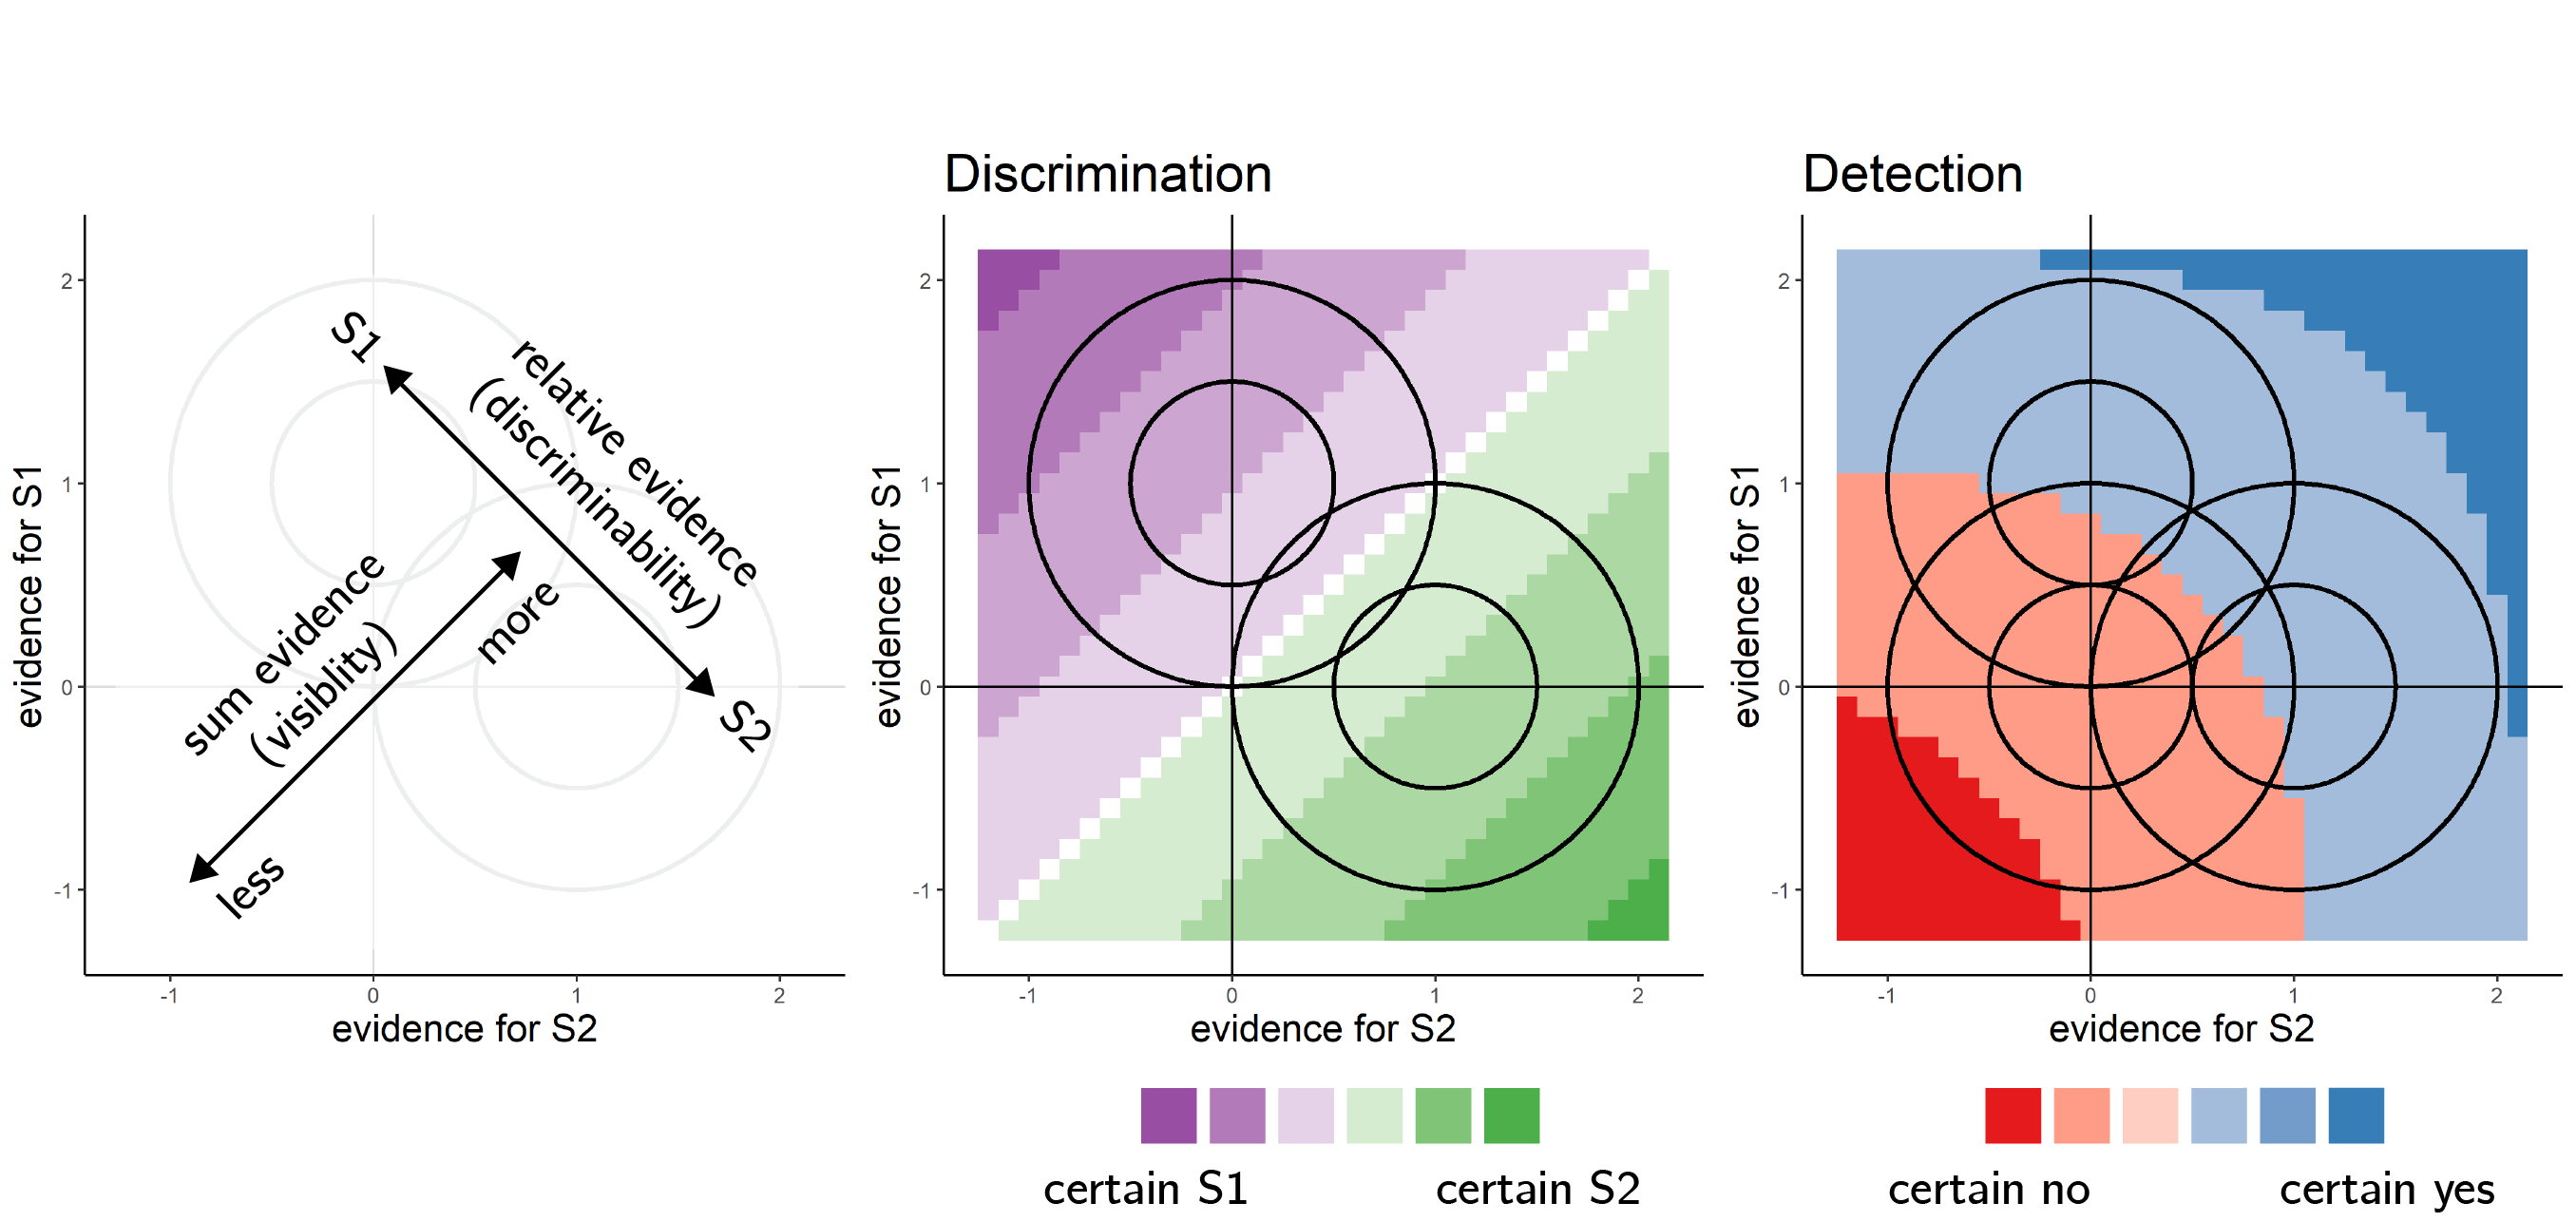 Discrimination
Detection
evidence for S1
2
1
0
-1
-1
0
1
2
evidence for S2
S1
S2
relative evidence
(discriminability)
sum evidence
(visiblity)
more
less
evidence for S1
2
1
0
-1
-1
0
1
2
evidence for S2
certain S1
certain S2
evidence for S1
2
1
0
-1
-1
0
1
2
evidence for S2
certain no
certain yes